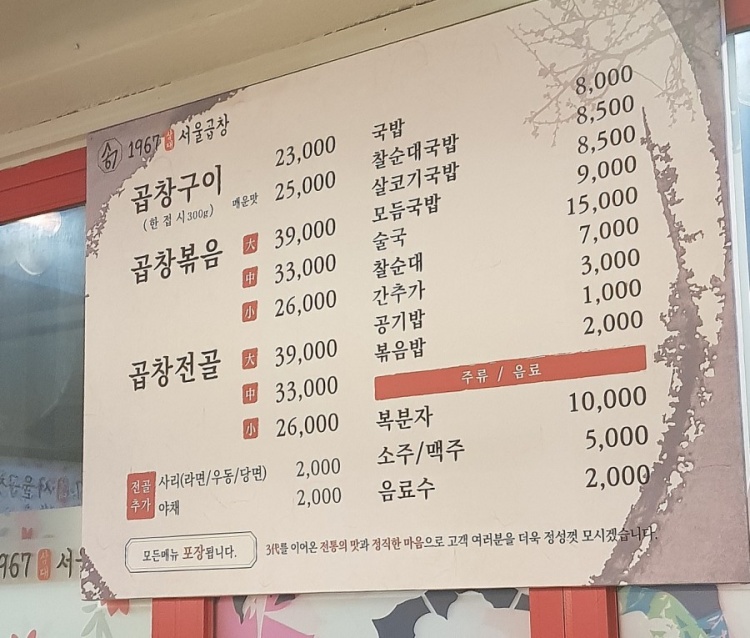 1967 삼대 서울곱창
곱창구이 23,000
(한 접시 300g) 매운맛 25,000
곱창볶음 大 39,000
中 33,000
小 26,000
곱창전골 大 39,000
中 33,000
小 26,000
전골추가 사리(라면/우동/당면) 2,000
야채 2,000
국밥 8,000
찰순대국밥 8,500
살코기국밥 8,500
모듬국밥 9,000
술국 15,000
찰순대 7,000
간추가 3,000
공기밥 1,000
볶음밥 2,000
주류 / 음료
복분자 10,000
소주/맥주 5,000
음료수 2,000
모든메뉴 포장됩니다.
3代를 이어온 전통의 맛과 정직한 마음으로 고객 여러분을 더욱 정성껏 모시겠습니다.
967 삼대 서울